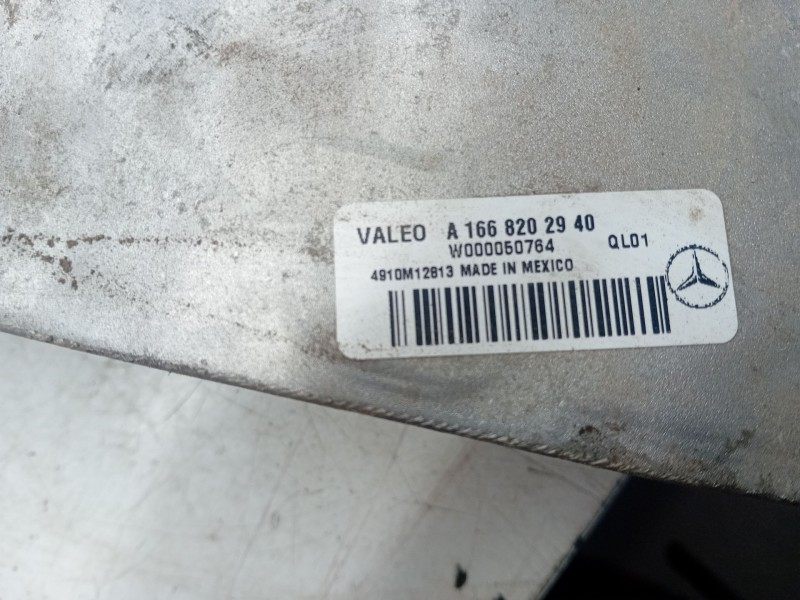 VALEO A 166 820 29 40
W000050764 QL01
4910M12813 MADE IN MEXICO